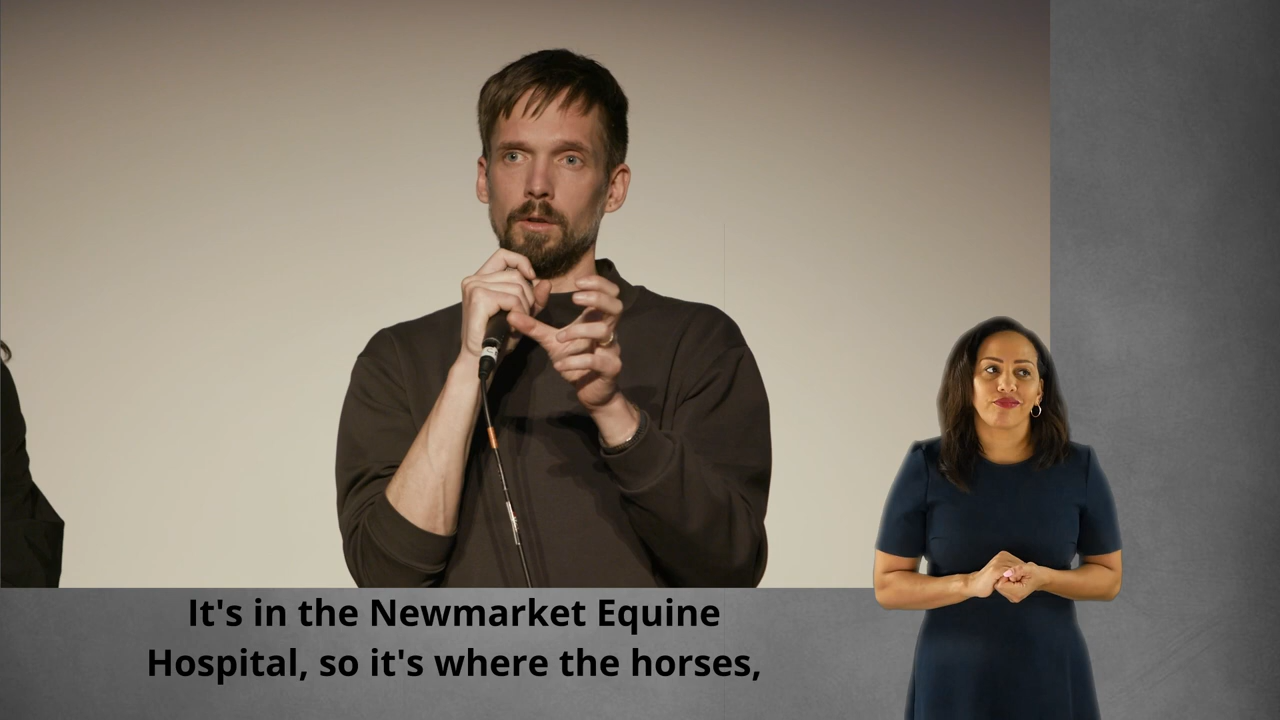 It's in the Newmarket Equine
Hospital, so it's where the horses,